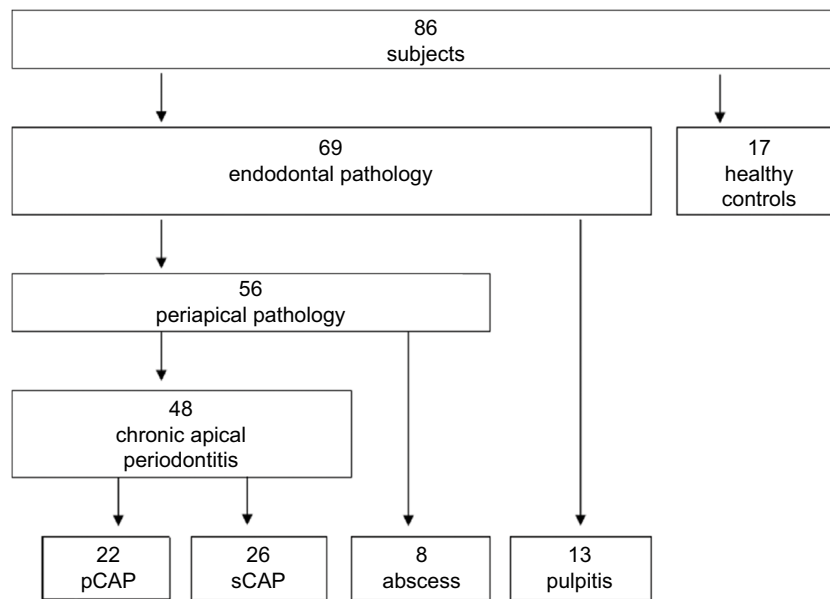 86
subjects
69
endodontal pathology
17
healthy
controls
56
periapical pathology
48
chronic apical
periodontitis
22
pCAP
26
sCAP
8
abscess
13
pulpitis